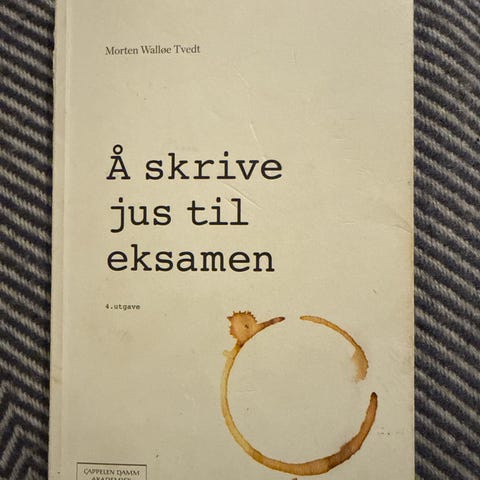 Morten Walløe Tvedt
Å skrive
jus til
eksamen
4.utgave
CAPPELEN DAMM
AKADEMISK